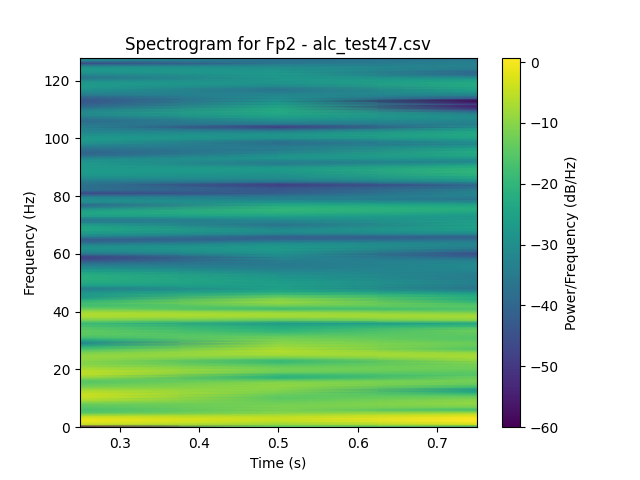 Spectrogram for Fp2 - alc_test47.csv
120
100
80
60
40
20
0
Frequency (Hz)
0.3 0.4 0.5 0.6 0.7
Time (s)
0
−10
−20
−30
−40
−50
−60
Power/Frequency (dB/Hz)